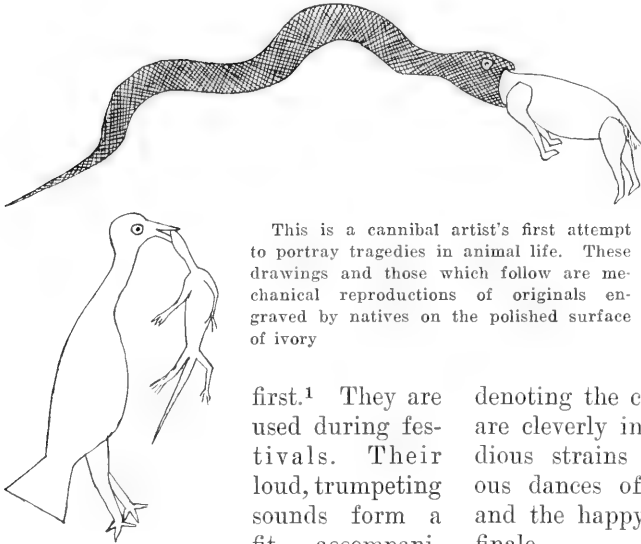 This is a cannibal artist's first attempt
to portray tragedies in animal life. These
drawings and those which follow are me-
chanical reproductions of originals en-
graved by natives on the polished surface
of ivory
first.¹ They are
used during fes-
tivals. Their
loud, trumpeting
sounds form a
fit accompani-
denoting the
are cleverly
dious strains
ous dances of
and the happy
finale